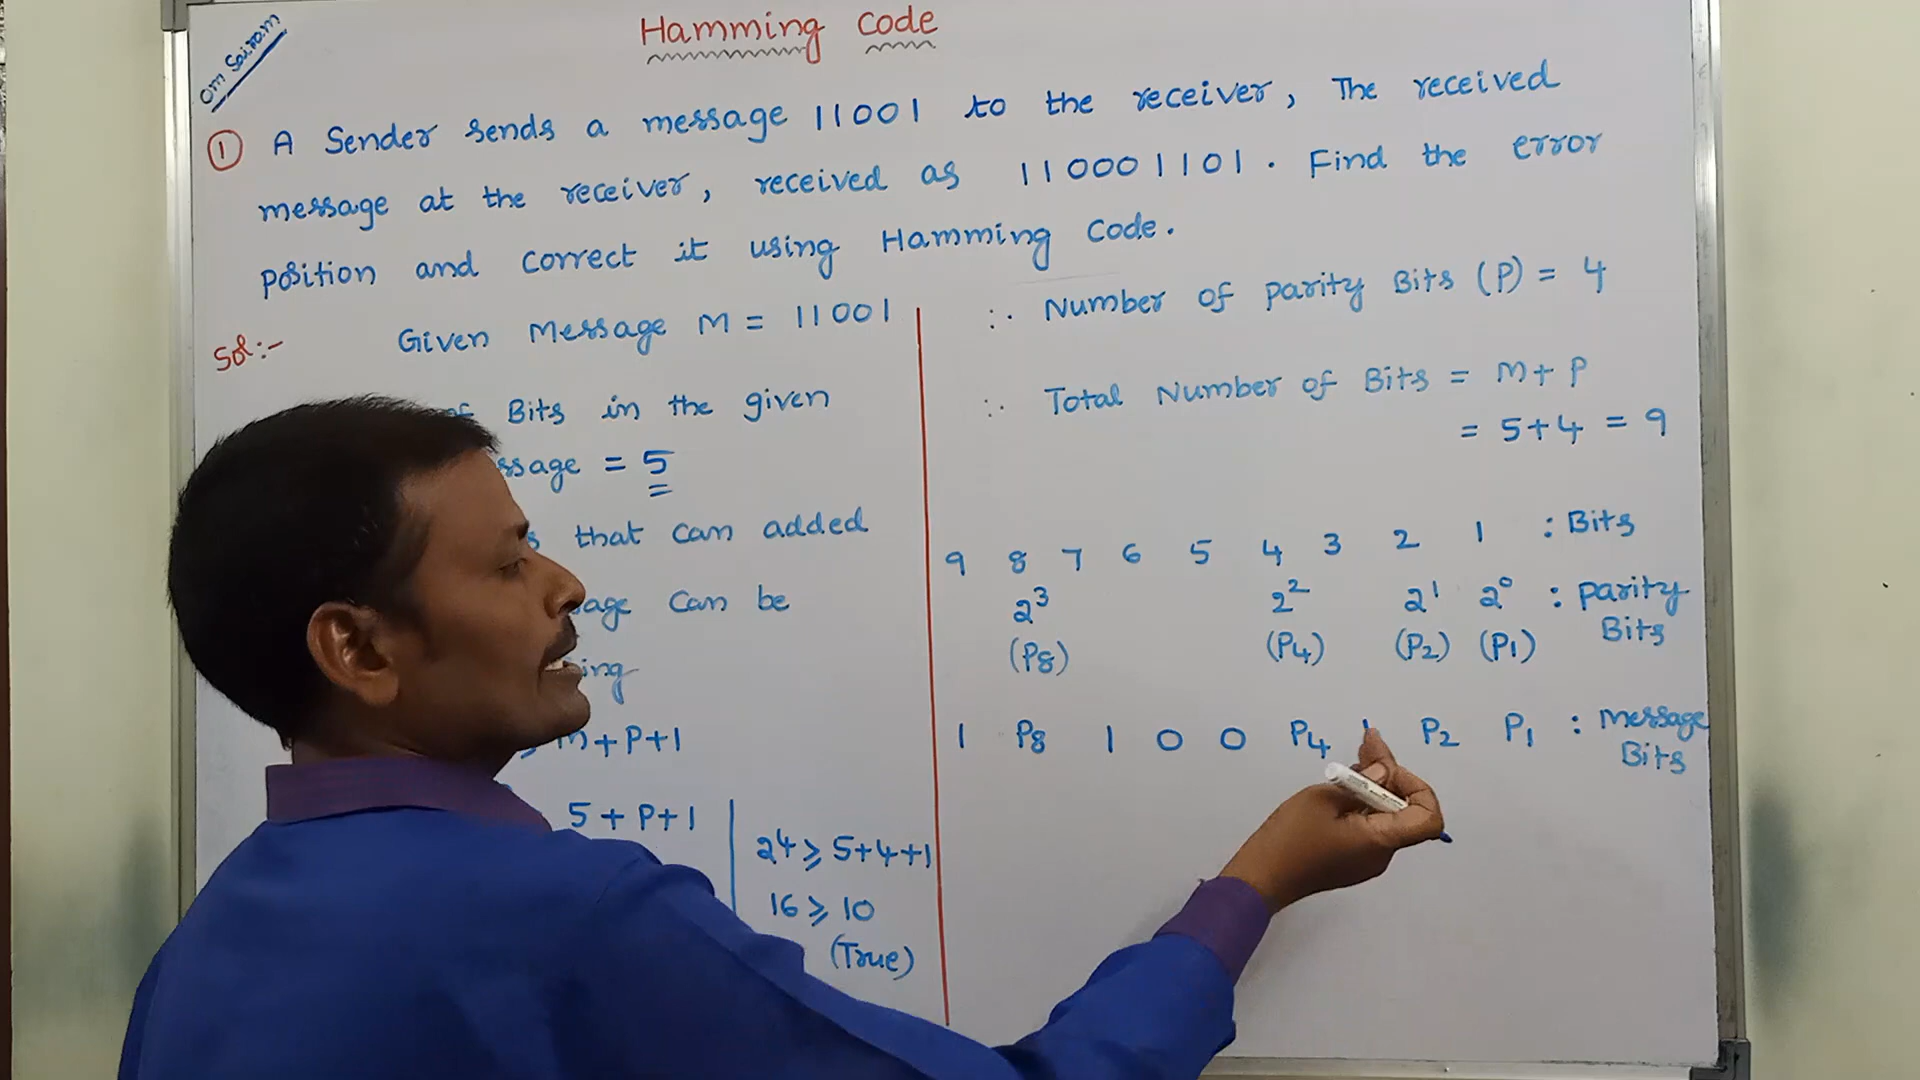 Om Sairam
Hamming Code
① A Sender sends a message 11001 to the receiver, The received
message at the receiver, received as 110001101. Find the error
position and correct it using Hamming Code.
Sol:- Given Message M = 11001
of Bits in the given
ssage = 5
that can added
sage can be
ing
m+P+1
5+P+1
2⁴ ⩾ 5+4+1
16 ⩾ 10
(True)
∴ Number of parity Bits (P) = 4
∴ Total Number of Bits = M+P
= 5+4 = 9
9 8 7 6 5 4 3 2 1 : Bits
2³ 2² 2¹ 2⁰ : parity
(P8) (P4) (P2) (P1) Bits
1 P8 1 0 0 P4 1 P2 P1 : Message
Bits